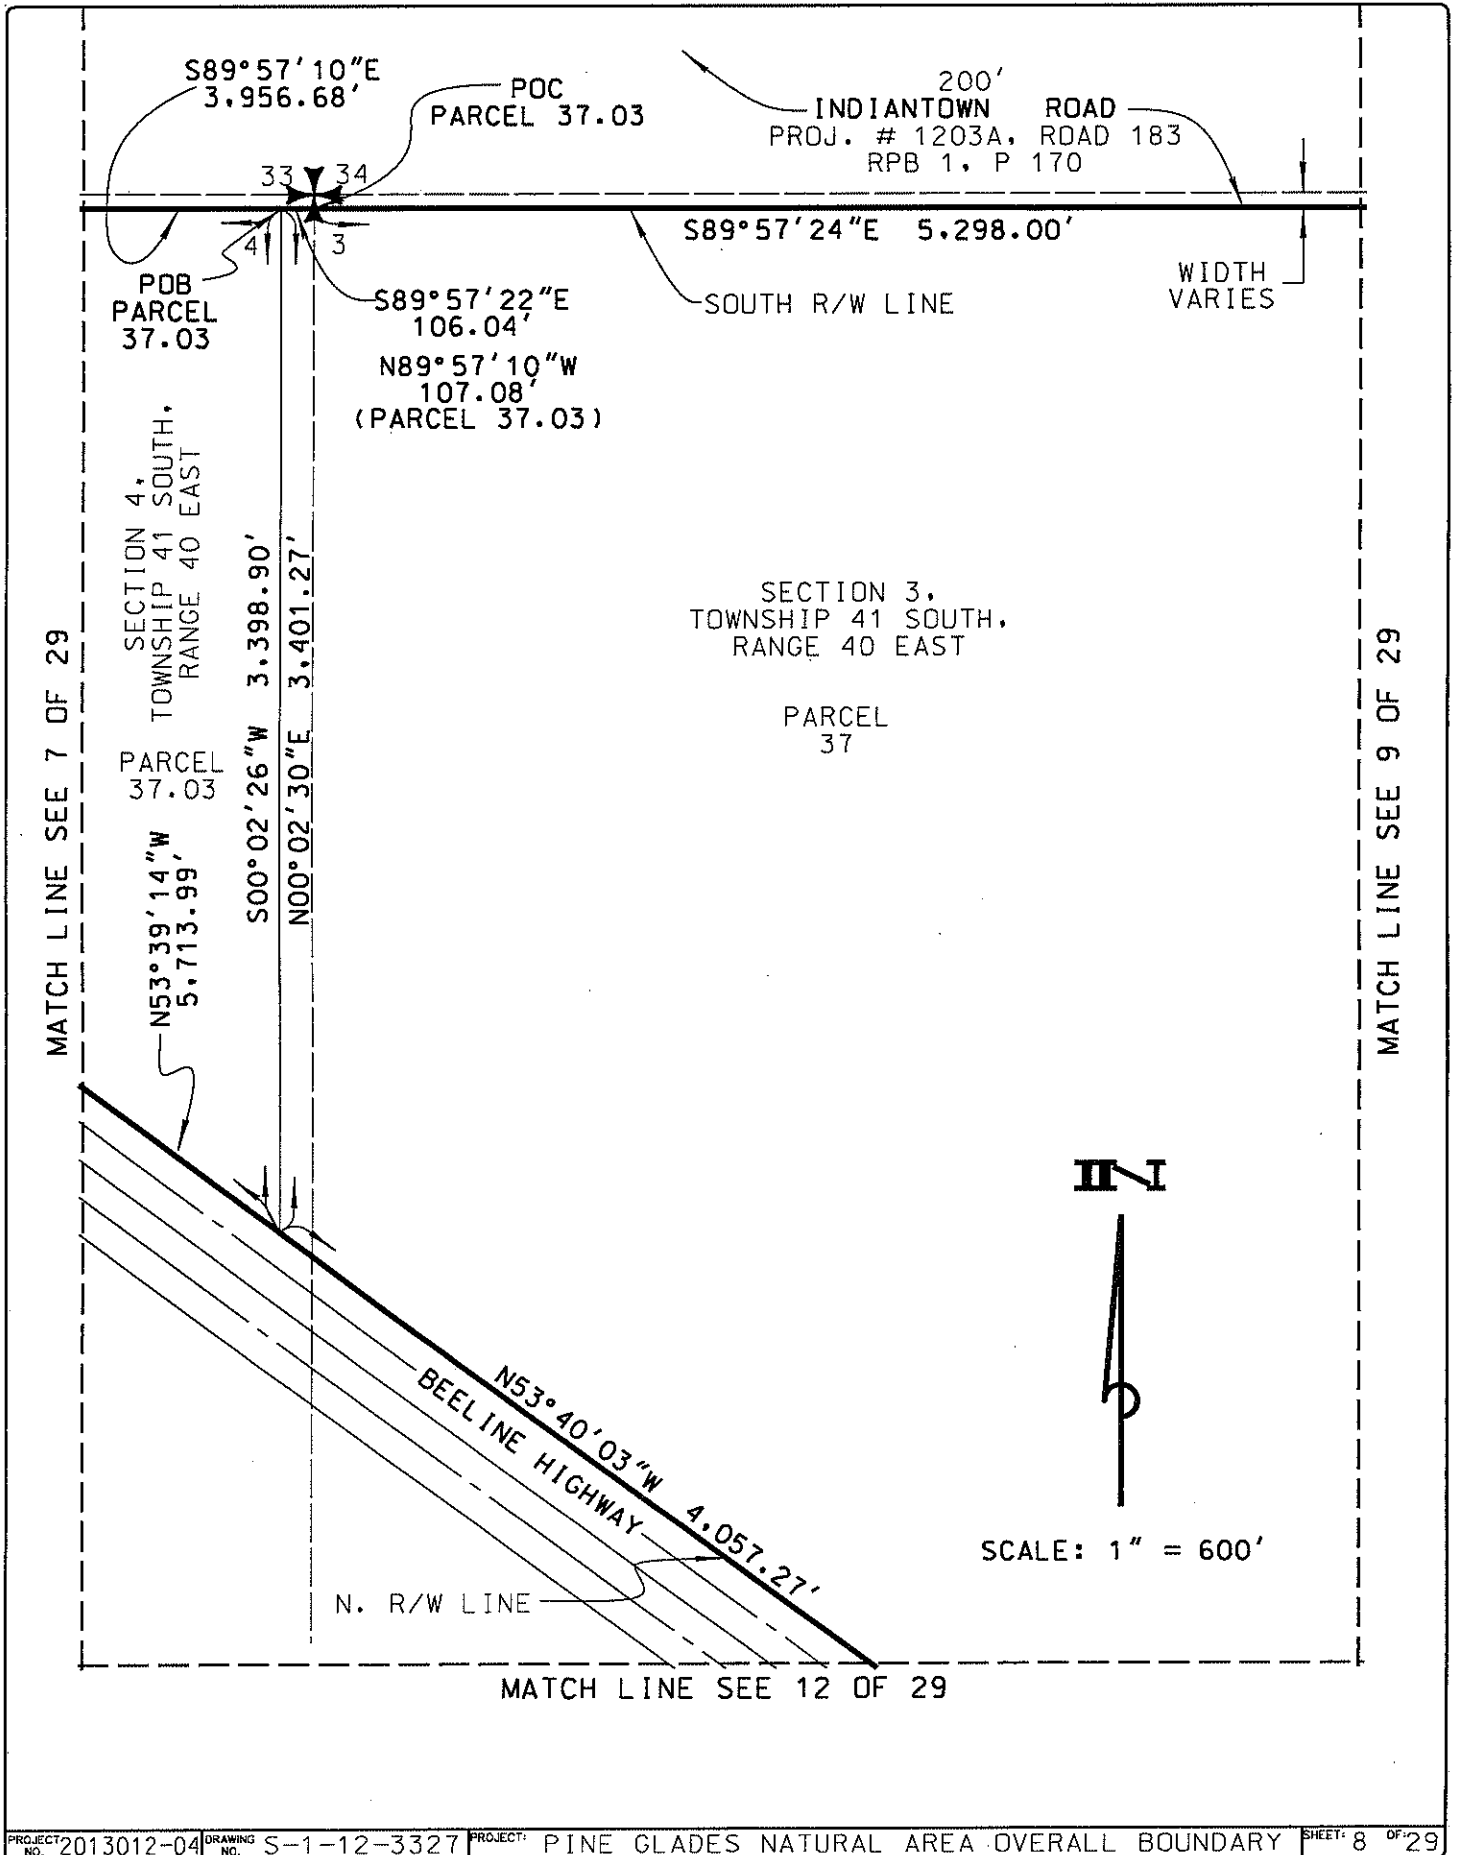 S89°57'10"E
3,956.68'
POC
PARCEL 37.03
200'
INDIANTOWN ROAD
PROJ. # 1203A, ROAD 183
RPB 1, P 170
33
34
4
3
S89°57'24"E 5,298.00'
POB
PARCEL
37.03
S89°57'22"E
106.04'
N89°57'10"W
107.08'
(PARCEL 37.03)
SOUTH R/W LINE
WIDTH
VARIES
SECTION 4,
TOWNSHIP 41 SOUTH,
RANGE 40 EAST
S00°02'26"W 3,398.90'
N00°02'30"E 3,401.27'
SECTION 3,
TOWNSHIP 41 SOUTH,
RANGE 40 EAST
PARCEL
37
MATCH LINE SEE 7 OF 29
MATCH LINE SEE 9 OF 29
PARCEL
37.03
N53°39'14"W
5,713.99'
N53°40'03"W 4,057.27'
BEELINE HIGHWAY
N. R/W LINE
N
SCALE: 1" = 600'
MATCH LINE SEE 12 OF 29
PROJECT NO. 2013012-04 DRAWING NO. S-1-12-3327 PROJECT: PINE GLADES NATURAL AREA OVERALL BOUNDARY SHEET: 8 OF: 29